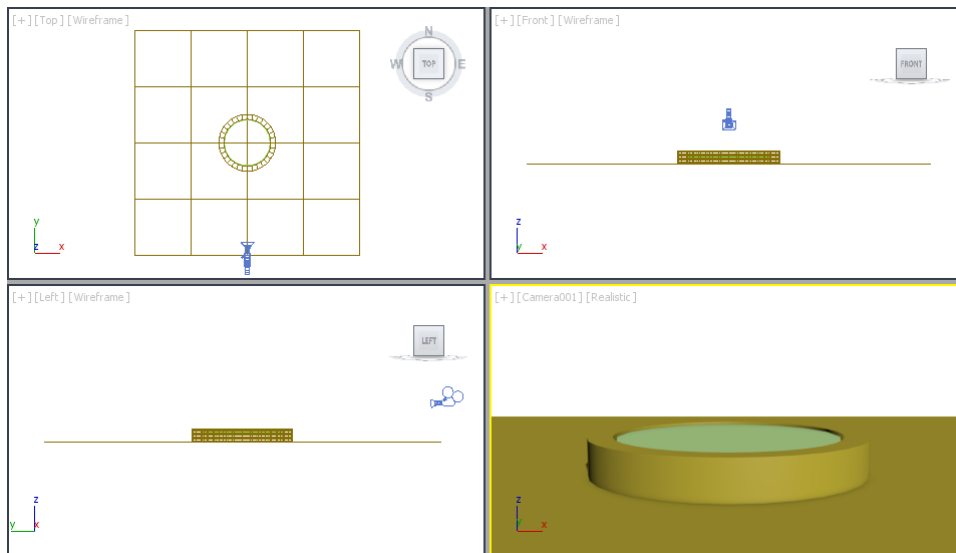 [+] [Top] [Wireframe]
N
W TOP E
S
y
z x
[+] [Front] [Wireframe]
FRONT
z
y x
[+] [Left] [Wireframe]
LEFT
z
y x
[+] [Camera001] [Realistic]
z
y x